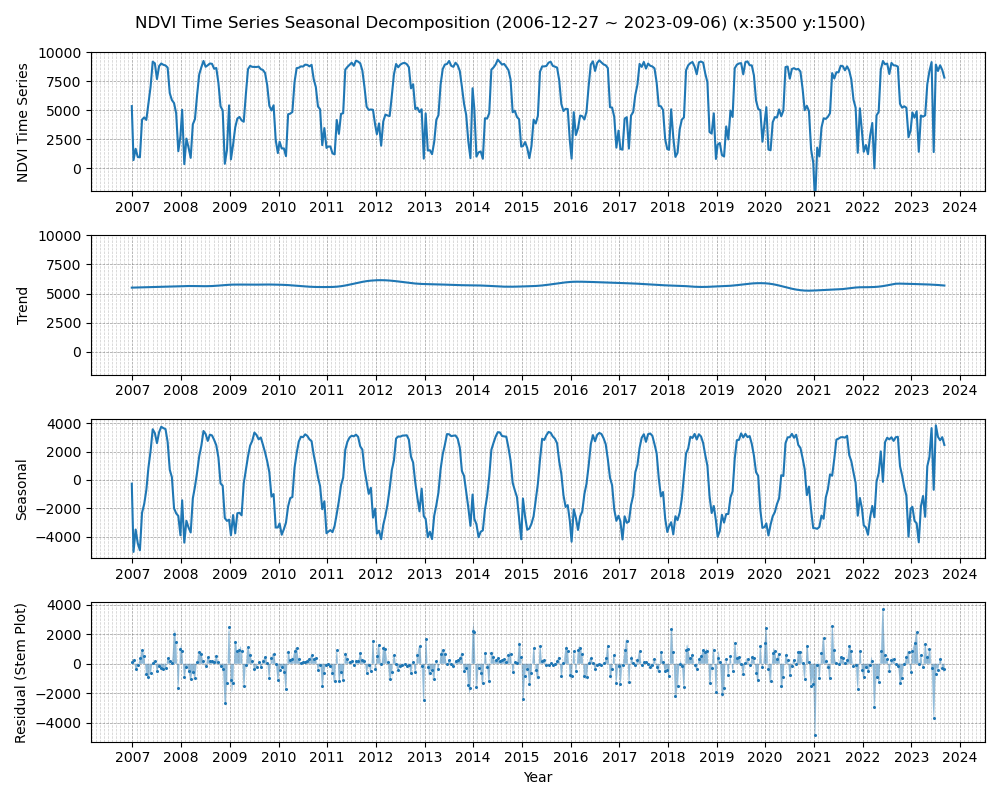 NDVI Time Series Seasonal Decomposition (2006-12-27 ~ 2023-09-06) (x:3500 y:1500)
NDVI Time Series
10000
7500
5000
2500
0
2007 2008 2009 2010 2011 2012 2013 2014 2015 2016 2017 2018 2019 2020 2021 2022 2023 2024
Trend
10000
7500
5000
2500
0
2007 2008 2009 2010 2011 2012 2013 2014 2015 2016 2017 2018 2019 2020 2021 2022 2023 2024
Seasonal
4000
2000
0
−2000
−4000
2007 2008 2009 2010 2011 2012 2013 2014 2015 2016 2017 2018 2019 2020 2021 2022 2023 2024
Residual (Stem Plot)
4000
2000
0
−2000
−4000
2007 2008 2009 2010 2011 2012 2013 2014 2015 2016 2017 2018 2019 2020 2021 2022 2023 2024
Year